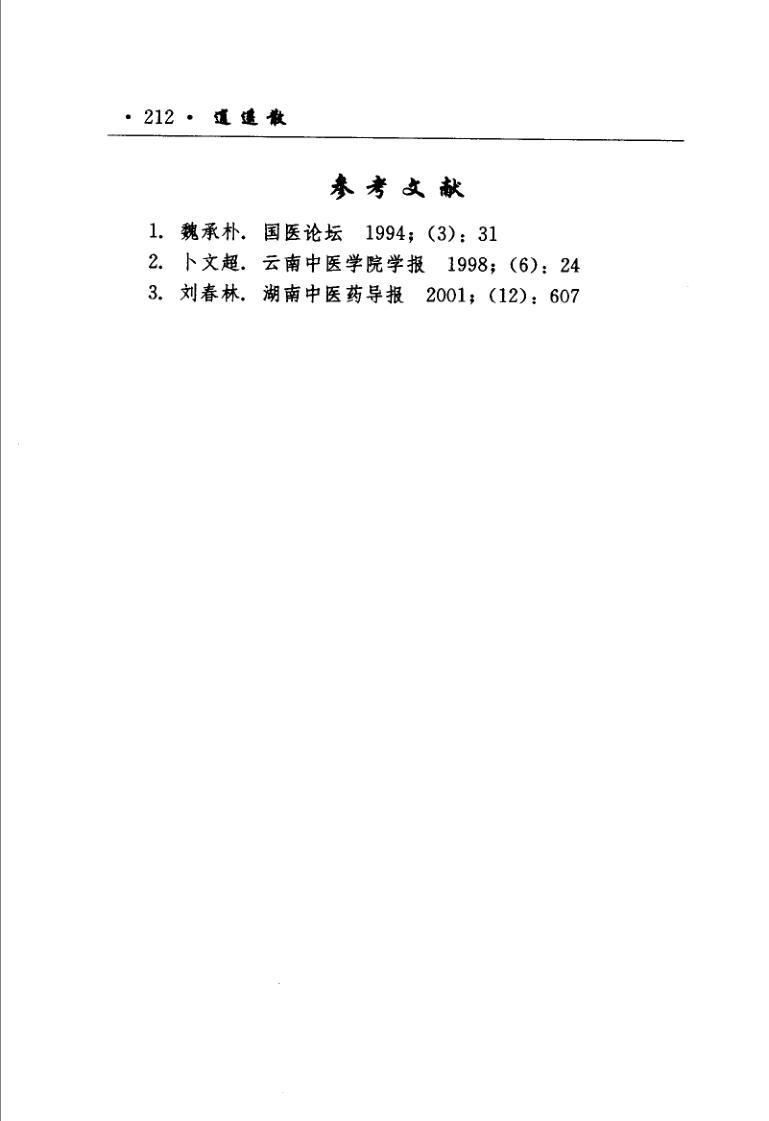 · 212 · 逍遥散
参考文献
1. 魏承朴. 国医论坛 1994; (3): 31
2. 卜文超. 云南中医学院学报 1998; (6): 24
3. 刘春林. 湖南中医药导报 2001; (12): 607